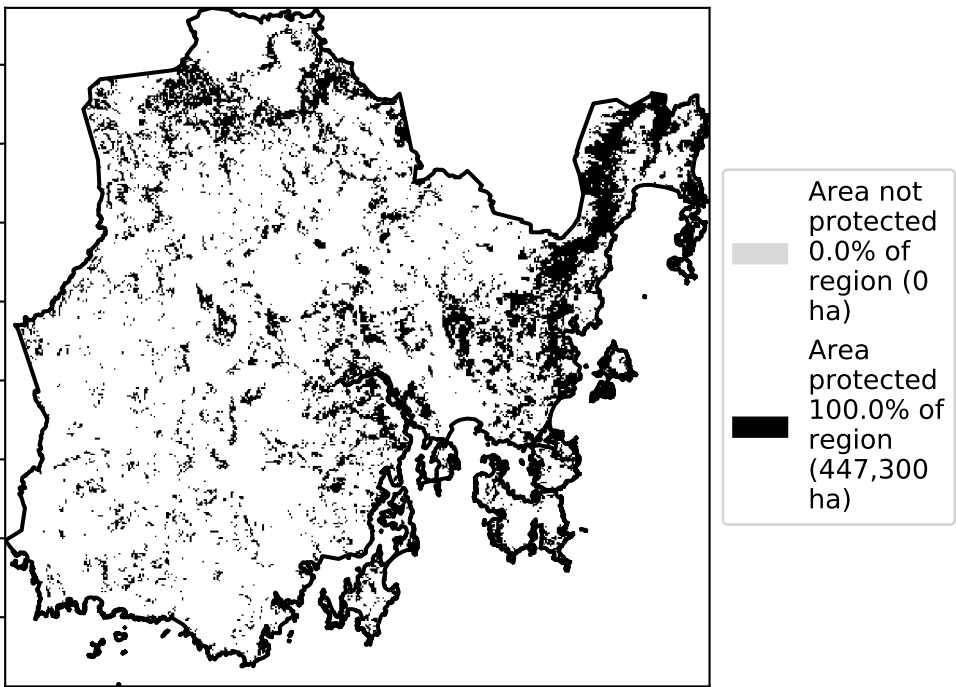 Area not
protected
0.0% of
region (0
ha)
Area
protected
100.0% of
region
(447,300
ha)